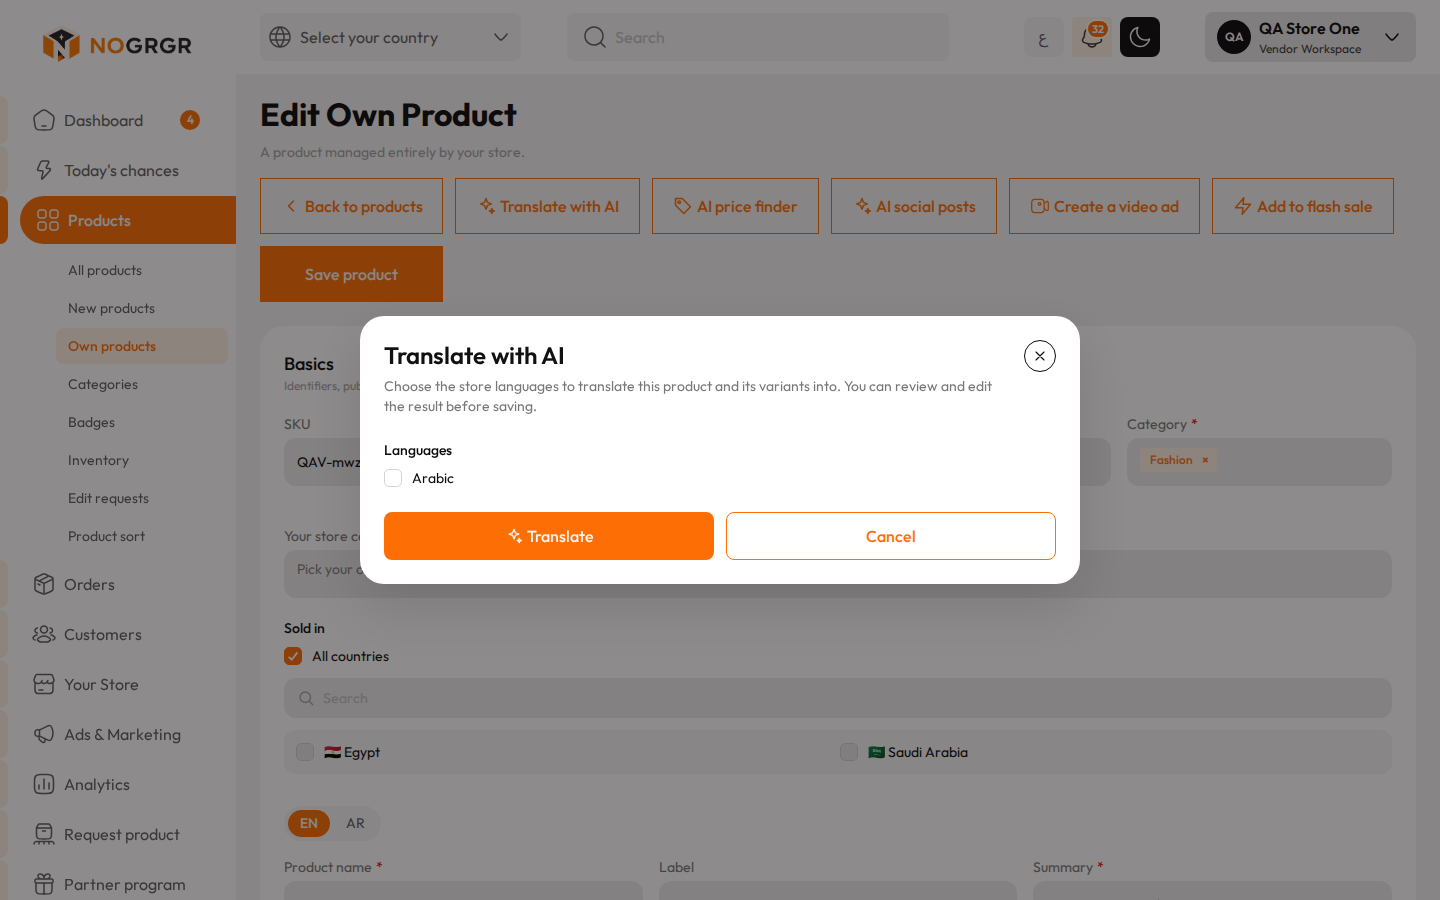 NOGRGR
Select your country
Search
ع
32
QA
QA Store One
Vendor Workspace
Dashboard
4
Today's chances
Products
All products
New products
Own products
Categories
Badges
Inventory
Edit requests
Product sort
Orders
Customers
Your Store
Ads & Marketing
Analytics
Request product
Partner program
Edit Own Product
A product managed entirely by your store.
Back to products
Translate with AI
AI price finder
AI social posts
Create a video ad
Add to flash sale
Save product
Basics
Identifiers,
SKU
Category *
Fashion ×
Your store
Pick your
Translate with AI
Choose the store languages to translate this product and its variants into. You can review and edit
the result before saving.
Languages
Arabic
Translate
Cancel
Sold in
All countries
Search
Egypt
Saudi Arabia
EN
AR
Product name *
Label
Summary *